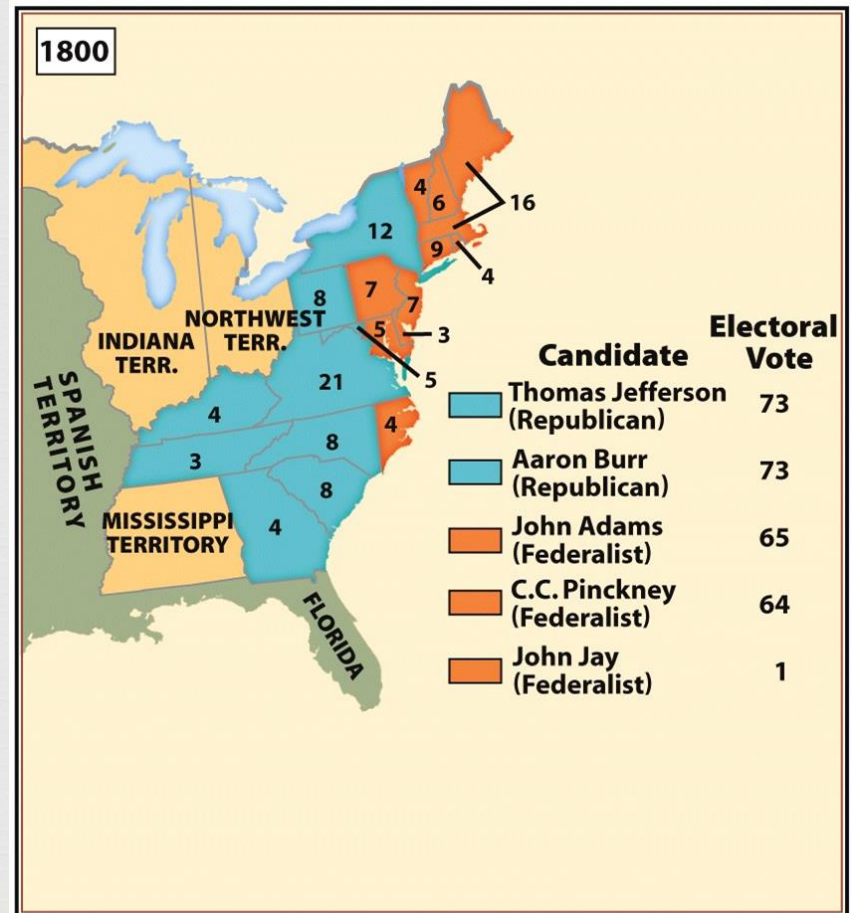 1800
4
6
16
12
9
4
8
7
7
NORTHWEST
TERR.
INDIANA
TERR.
5
3
5
21
SPANISH
TERRITORY
4
4
8
3
8
MISSISSIPPI
TERRITORY
4
FLORIDA
Candidate
Electoral
Vote
Thomas Jefferson
(Republican)
73
Aaron Burr
(Republican)
73
John Adams
(Federalist)
65
C.C. Pinckney
(Federalist)
64
John Jay
(Federalist)
1